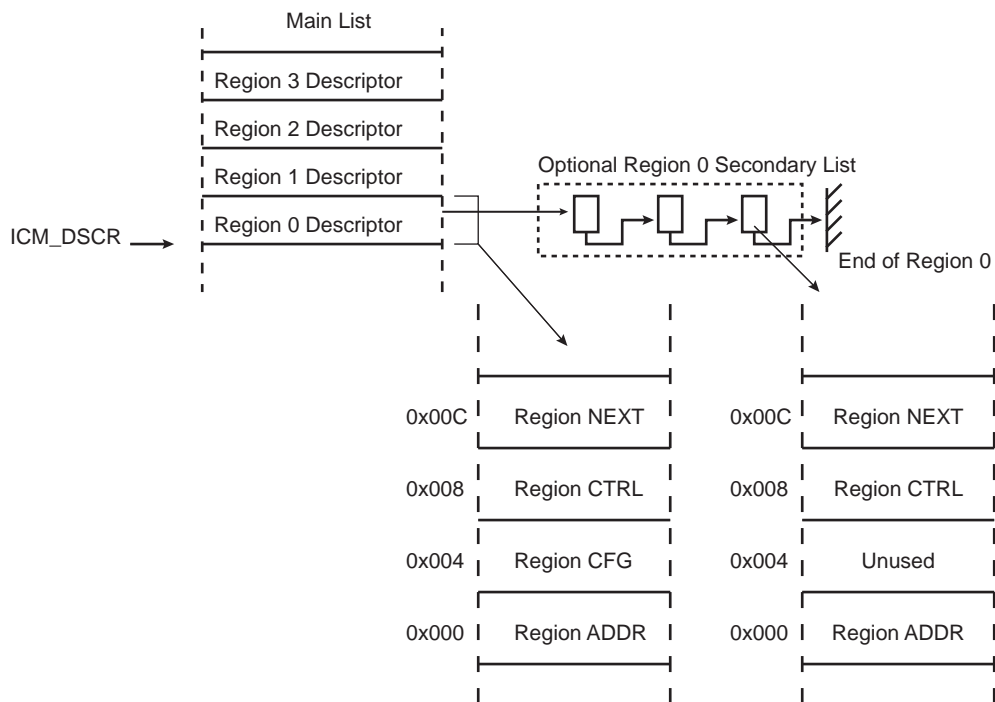 Main List
Region 3 Descriptor
Region 2 Descriptor
Region 1 Descriptor
Region 0 Descriptor
ICM_DSCR
Optional Region 0 Secondary List
End of Region 0
0x00C Region NEXT
0x008 Region CTRL
0x004 Region CFG
0x000 Region ADDR
0x00C Region NEXT
0x008 Region CTRL
0x004 Unused
0x000 Region ADDR